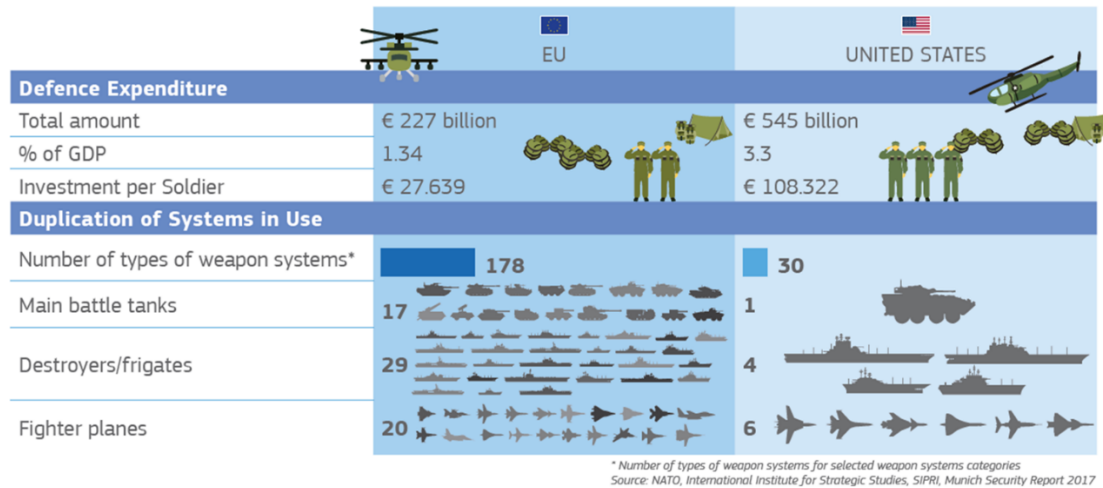 EU
UNITED STATES
Defence Expenditure
Total amount € 227 billion € 545 billion
% of GDP 1.34 3.3
Investment per Soldier € 27.639 € 108.322
Duplication of Systems in Use
Number of types of weapon systems* 178 30
Main battle tanks 17 1
Destroyers/frigates 29 4
Fighter planes 20 6
* Number of types of weapon systems for selected weapon systems categories
Source: NATO, International Institute for Strategic Studies, SIPRI, Munich Security Report 2017